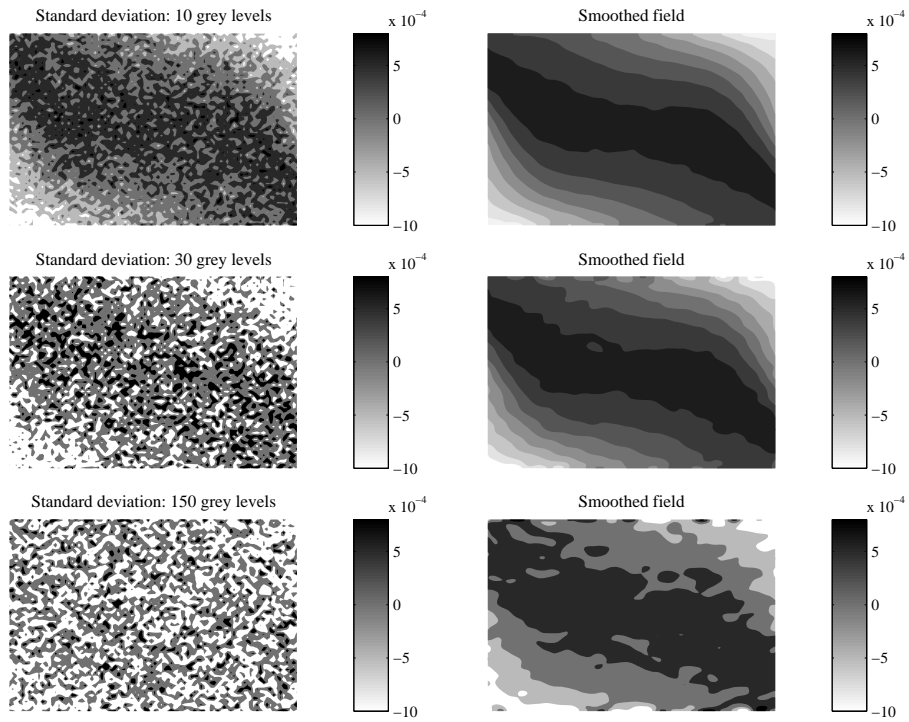 Standard deviation: 10 grey levels
x 10⁻⁴
5
0
−5
−10
Smoothed field
x 10⁻⁴
5
0
−5
−10
Standard deviation: 30 grey levels
x 10⁻⁴
5
0
−5
−10
Smoothed field
x 10⁻⁴
5
0
−5
−10
Standard deviation: 150 grey levels
x 10⁻⁴
5
0
−5
−10
Smoothed field
x 10⁻⁴
5
0
−5
−10